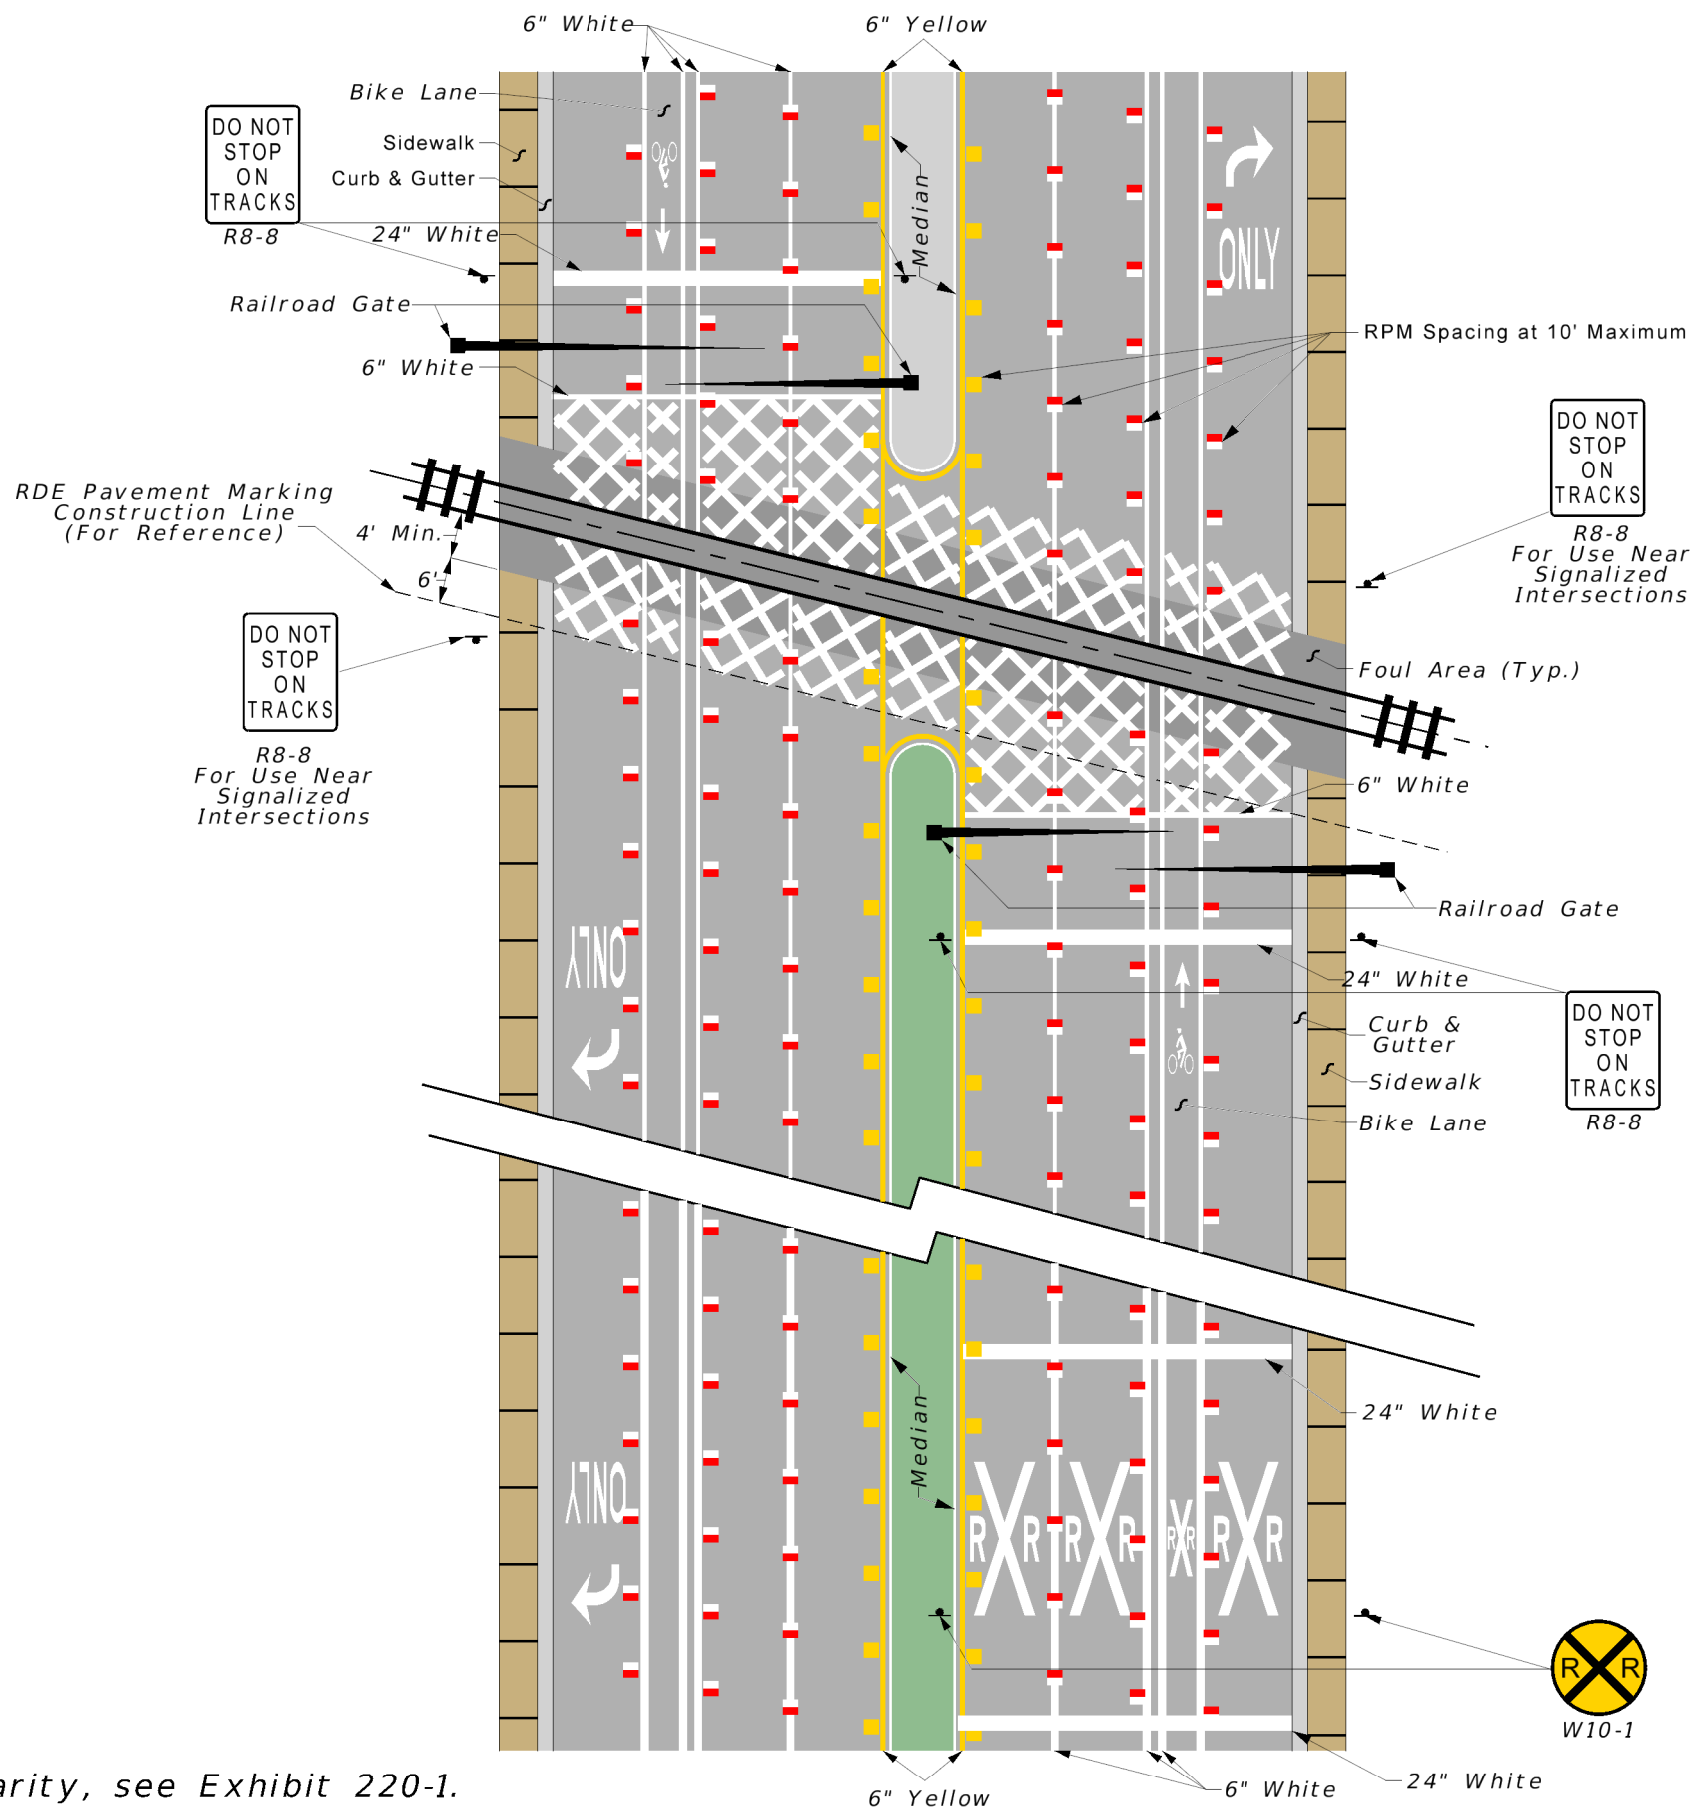 6" White
6" Yellow
Bike Lane
DO NOT
STOP
ON
TRACKS
R8-8
Sidewalk
Curb & Gutter
24" White
Median
ONLY
Railroad Gate
RPM Spacing at 10' Maximum
6" White
DO NOT
STOP
ON
TRACKS
R8-8
For Use Near
Signalized
Intersections
RDE Pavement Marking
Construction Line
(For Reference)
4' Min.
6'
DO NOT
STOP
ON
TRACKS
R8-8
For Use Near
Signalized
Intersections
Foul Area (Typ.)
6" White
Railroad Gate
ONLY
24" White
DO NOT
STOP
ON
TRACKS
R8-8
Curb &
Gutter
Sidewalk
Bike Lane
24" White
Median
ONLY
R R
R R
R R
R R
R R
W10-1
arity, see Exhibit 220-1.
6" Yellow
6" White
24" White